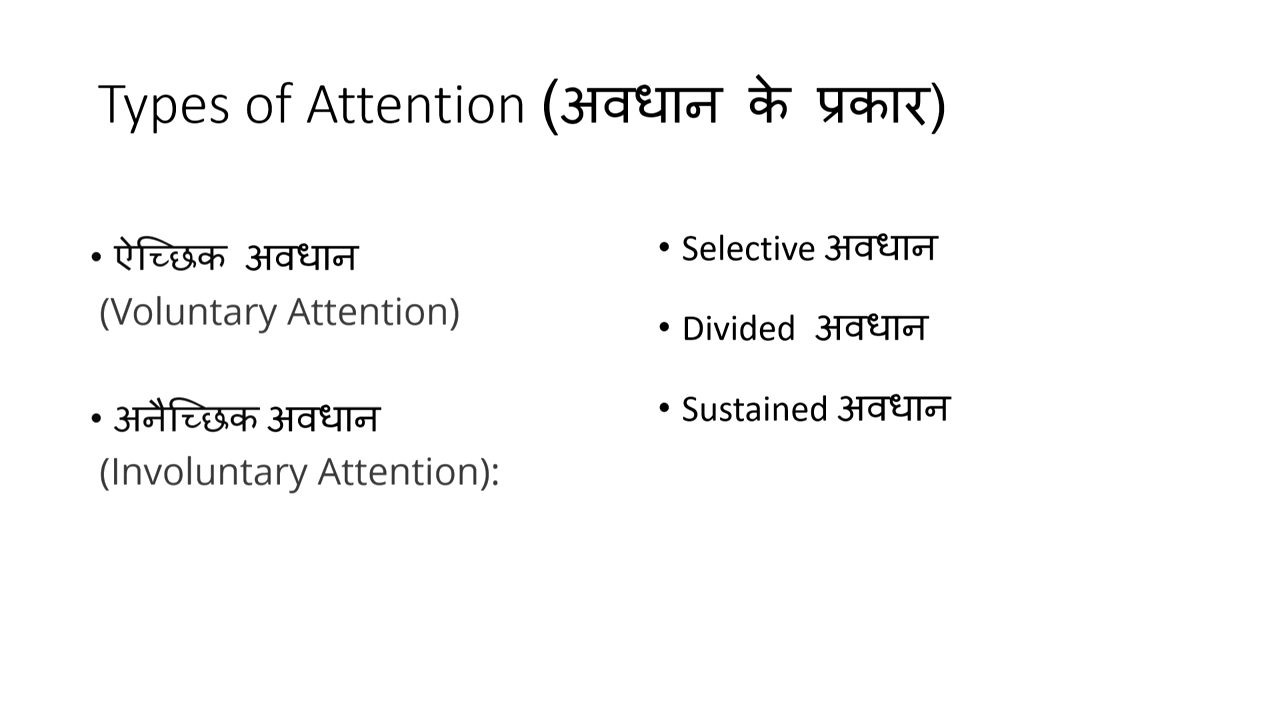 Types of Attention (अवधान के प्रकार)
• ऐच्छिक अवधान
(Voluntary Attention)
• अनैच्छिक अवधान
(Involuntary Attention):
• Selective अवधान
• Divided अवधान
• Sustained अवधान